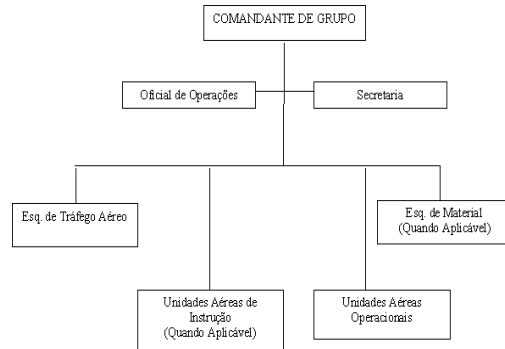 COMANDANTE DE GRUPO
Oficial de Operações
Secretaria
Esq. de Tráfego Aéreo
Esq. de Material
(Quando Aplicável)
Unidades Aéreas de
Instrução
(Quando Aplicável)
Unidades Aéreas
Operacionais